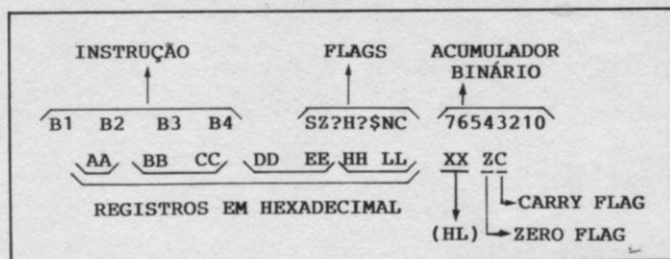 INSTRUÇÃO FLAGS ACUMULADOR
BINÁRIO
B1 B2 B3 B4 SZ?H?$NC 76543210
AA BB CC DD EE HH LL XX ZC
REGISTROS EM HEXADECIMAL CARRY FLAG
(HL) ZERO FLAG